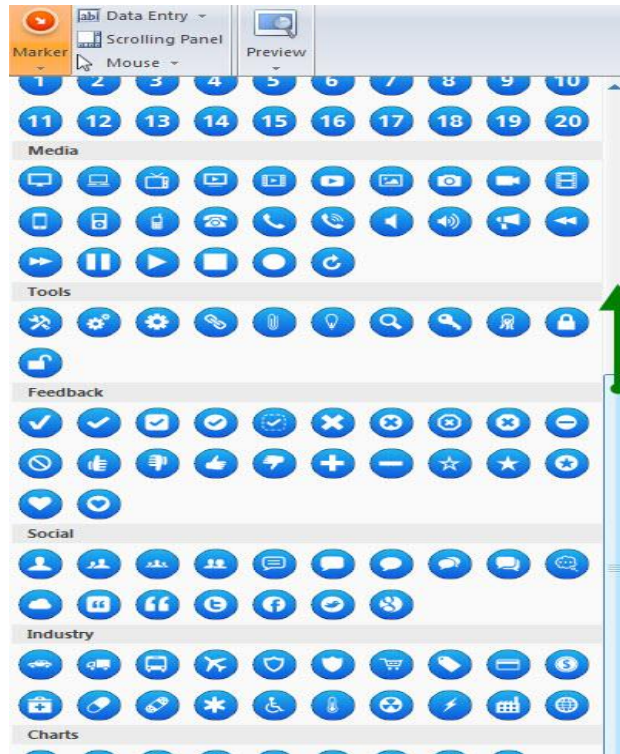 Data Entry
Scrolling Panel
Marker
Mouse
Preview
1 2 3 4 5 6 7 8 9 10
11 12 13 14 15 16 17 18 19 20
Media
Tools
Feedback
Social
Industry
Charts